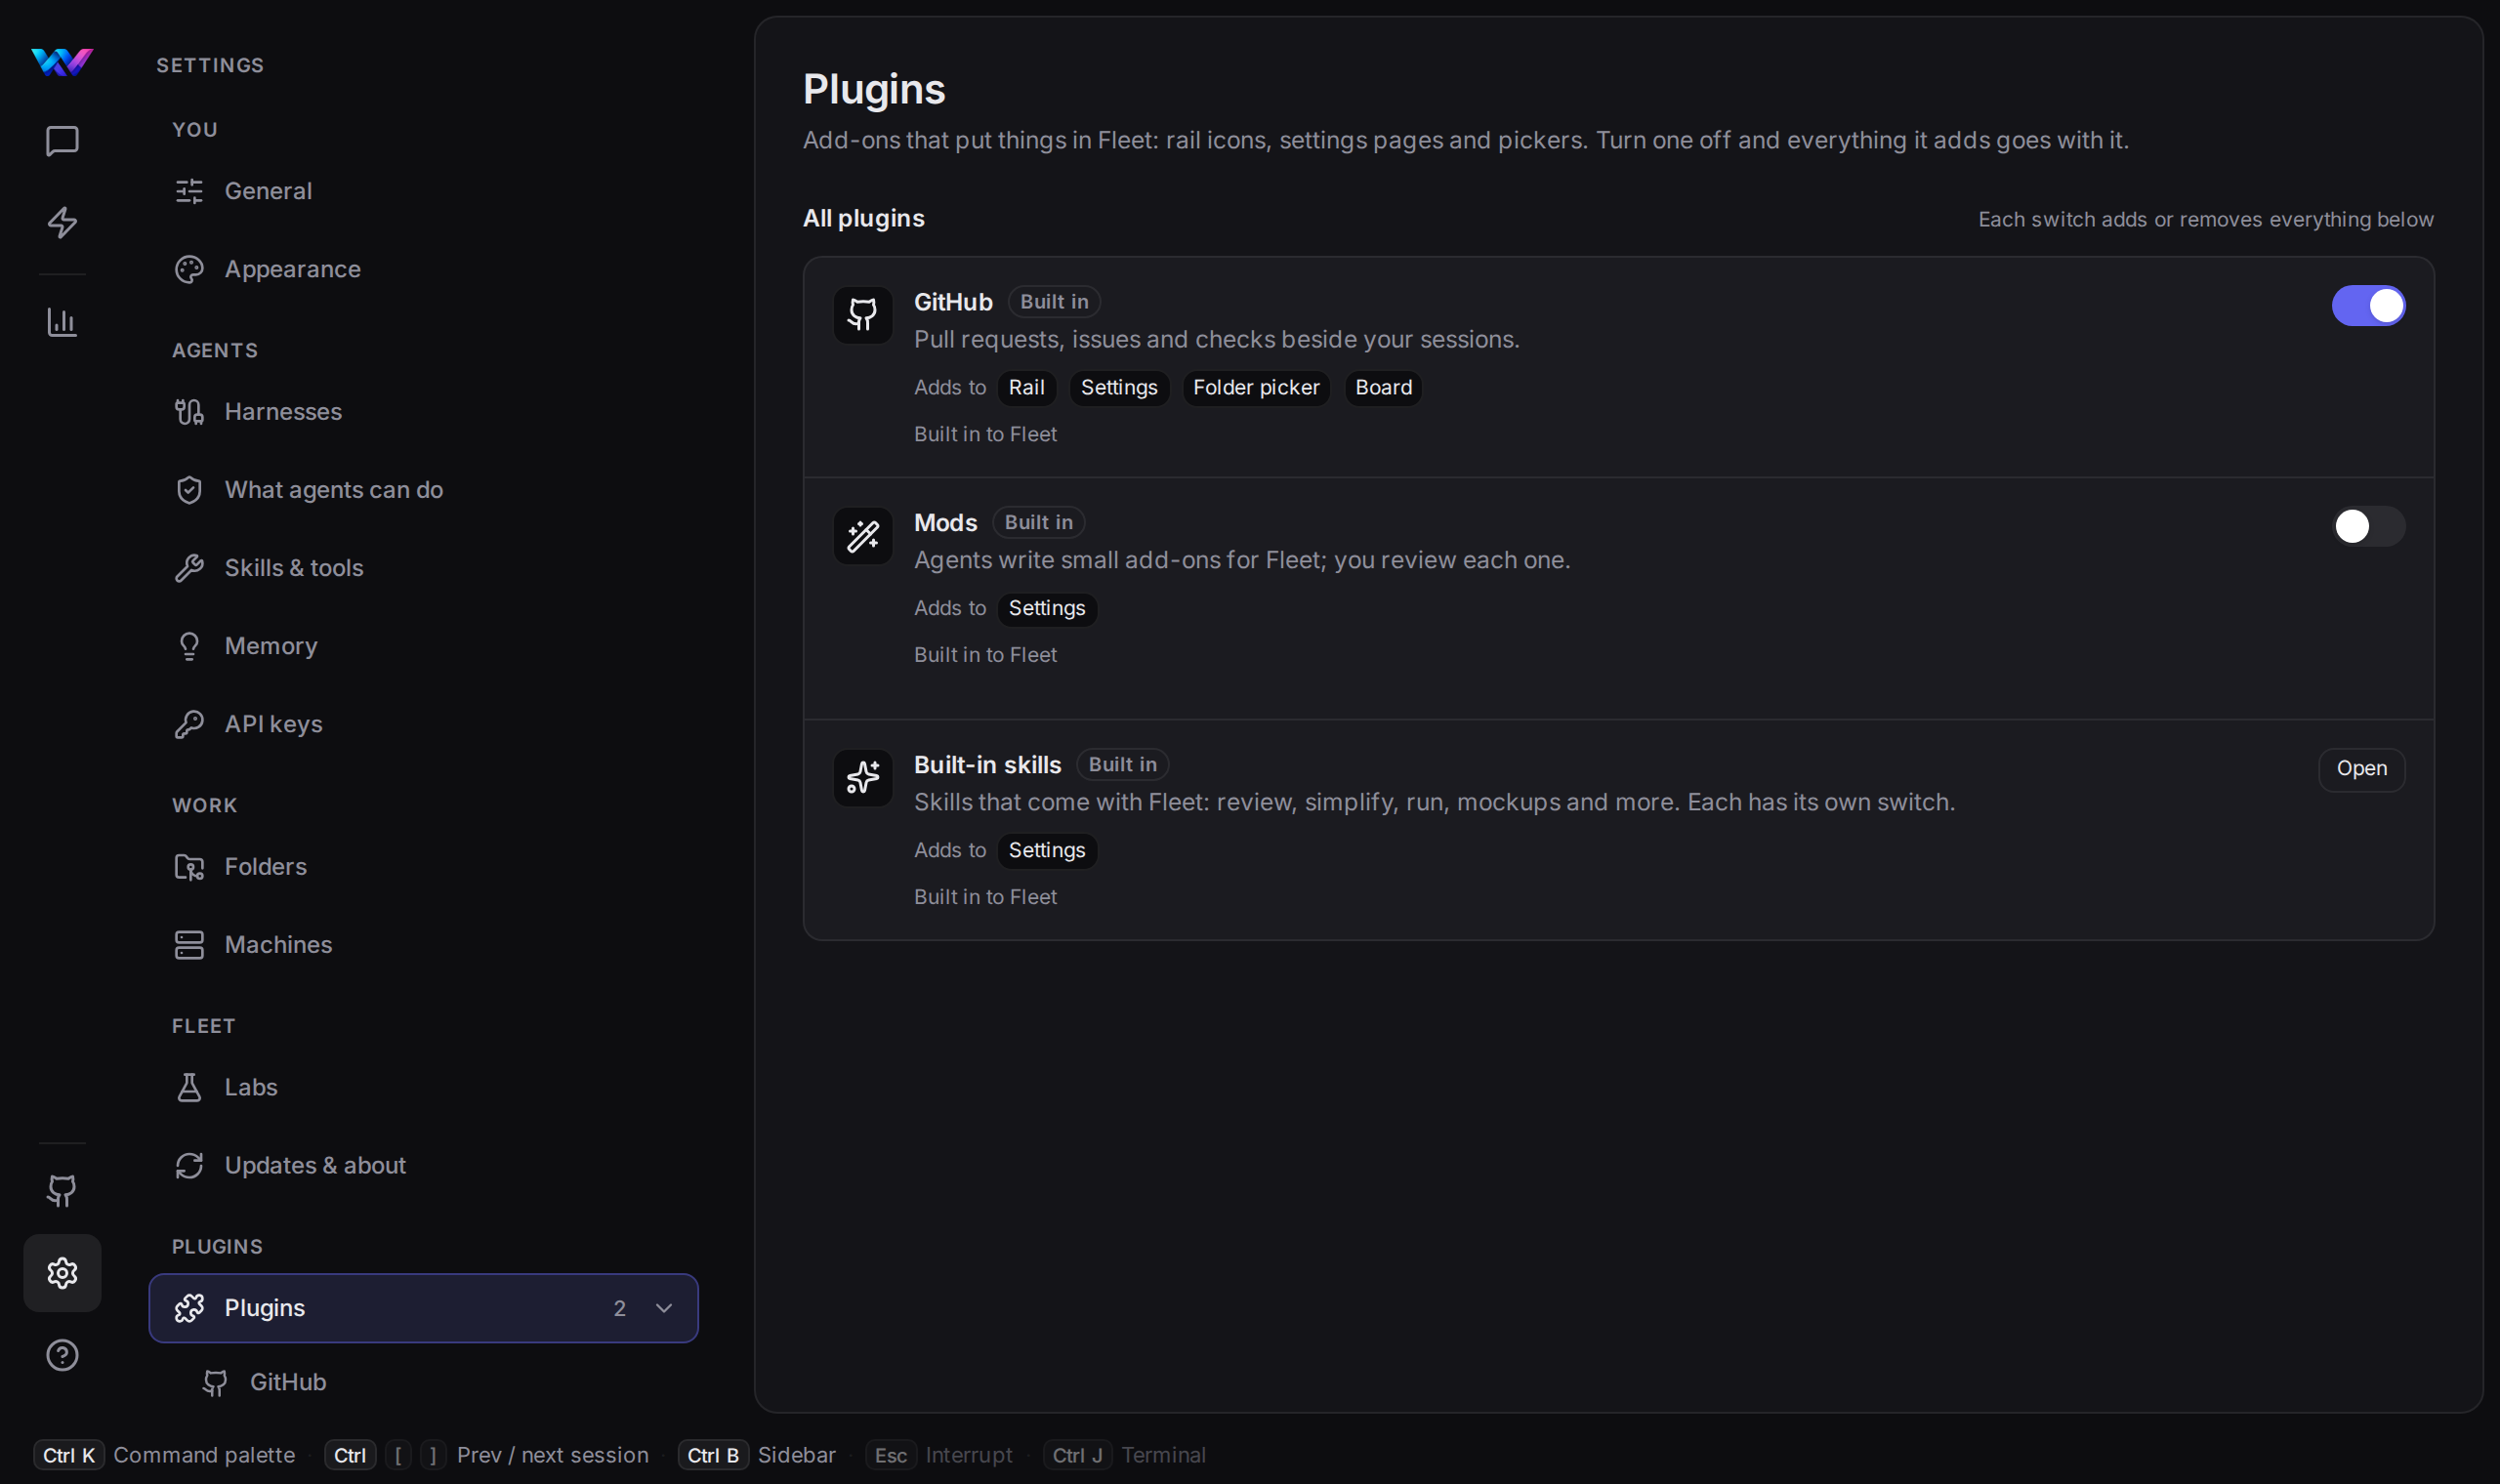 SETTINGS
YOU
General
Appearance
AGENTS
Harnesses
What agents can do
Skills & tools
Memory
API keys
WORK
Folders
Machines
FLEET
Labs
Updates & about
PLUGINS
Plugins 2
GitHub
Plugins
Add-ons that put things in Fleet: rail icons, settings pages and pickers. Turn one off and everything it adds goes with it.
All plugins
Each switch adds or removes everything below
GitHub Built in
Pull requests, issues and checks beside your sessions.
Adds to Rail Settings Folder picker Board
Built in to Fleet
Mods Built in
Agents write small add-ons for Fleet; you review each one.
Adds to Settings
Built in to Fleet
Built-in skills Built in
Open
Skills that come with Fleet: review, simplify, run, mockups and more. Each has its own switch.
Adds to Settings
Built in to Fleet
Ctrl K Command palette · Ctrl [ ] Prev / next session · Ctrl B Sidebar · Esc Interrupt · Ctrl J Terminal